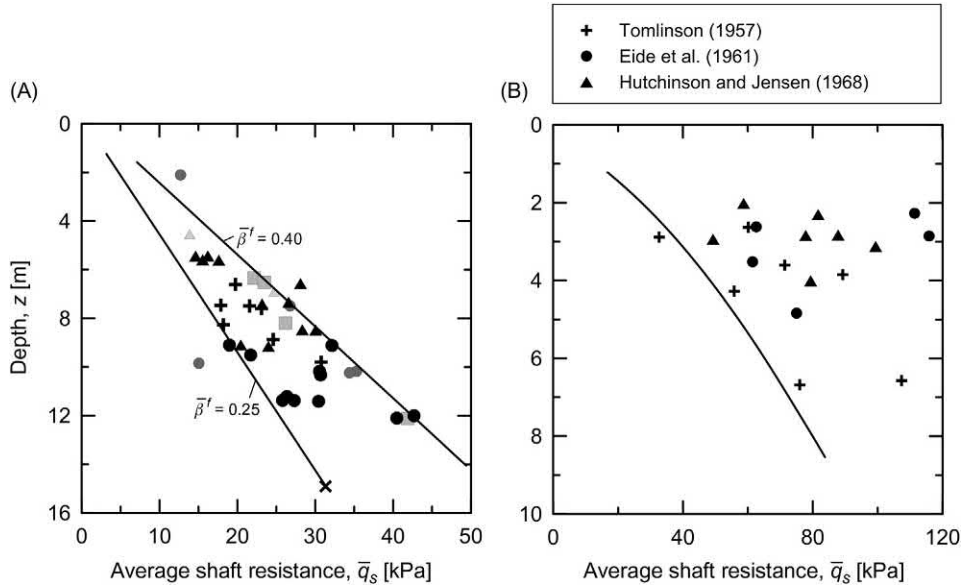 Tomlinson (1957)
Eide et al. (1961)
Hutchinson and Jensen (1968)
(A)
(B)
0
4
8
12
16
Depth, z [m]
β̄ᶠ = 0.40
β̄ᶠ = 0.25
0 10 20 30 40 50
Average shaft resistance, q̄ₛ [kPa]
0
2
4
6
8
10
0 40 80 120
Average shaft resistance, q̄ₛ [kPa]